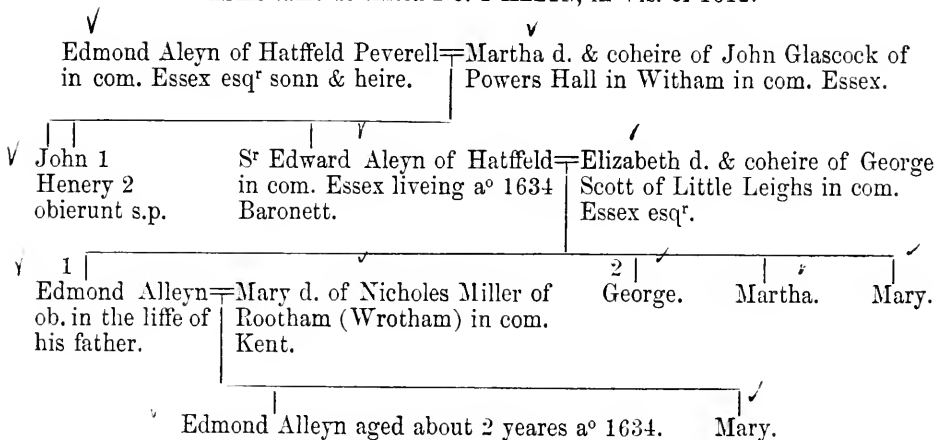 Edmond Aleyn of Hatffeld Peverell=Martha d. & coheire of John Glascock of
in com. Essex esqr sonn & heire. Powers Hall in Witham in com. Essex.
John 1
Henery 2
obierunt s.p.
Sr Edward Aleyn of Hatffeld=Elizabeth d. & coheire of George
in com. Essex liveing ao 1634 Scott of Little Leighs in com.
Baronett. Essex esqr.
1 2
Edmond Alleyn=Mary d. of Nicholes Miller of George. Martha. Mary.
ob. in the liffe of Rootham (Wrotham) in com.
his father. Kent.
Edmond Alleyn aged about 2 yeares ao 1634. Mary.